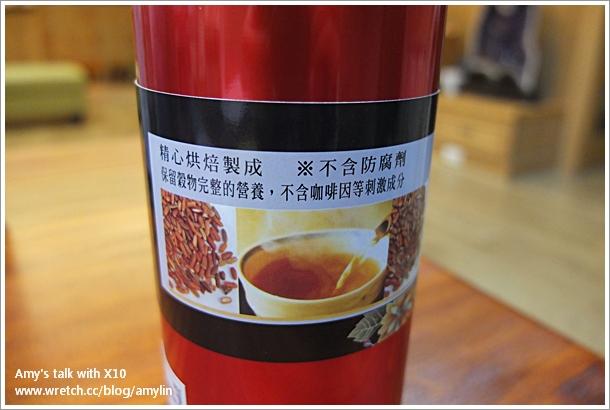 精心烘焙製成 ※不含防腐劑
保留穀物完整的營養，不含咖啡因等刺激成分
Amy's talk with X10
www.wretch.cc/blog/amylin